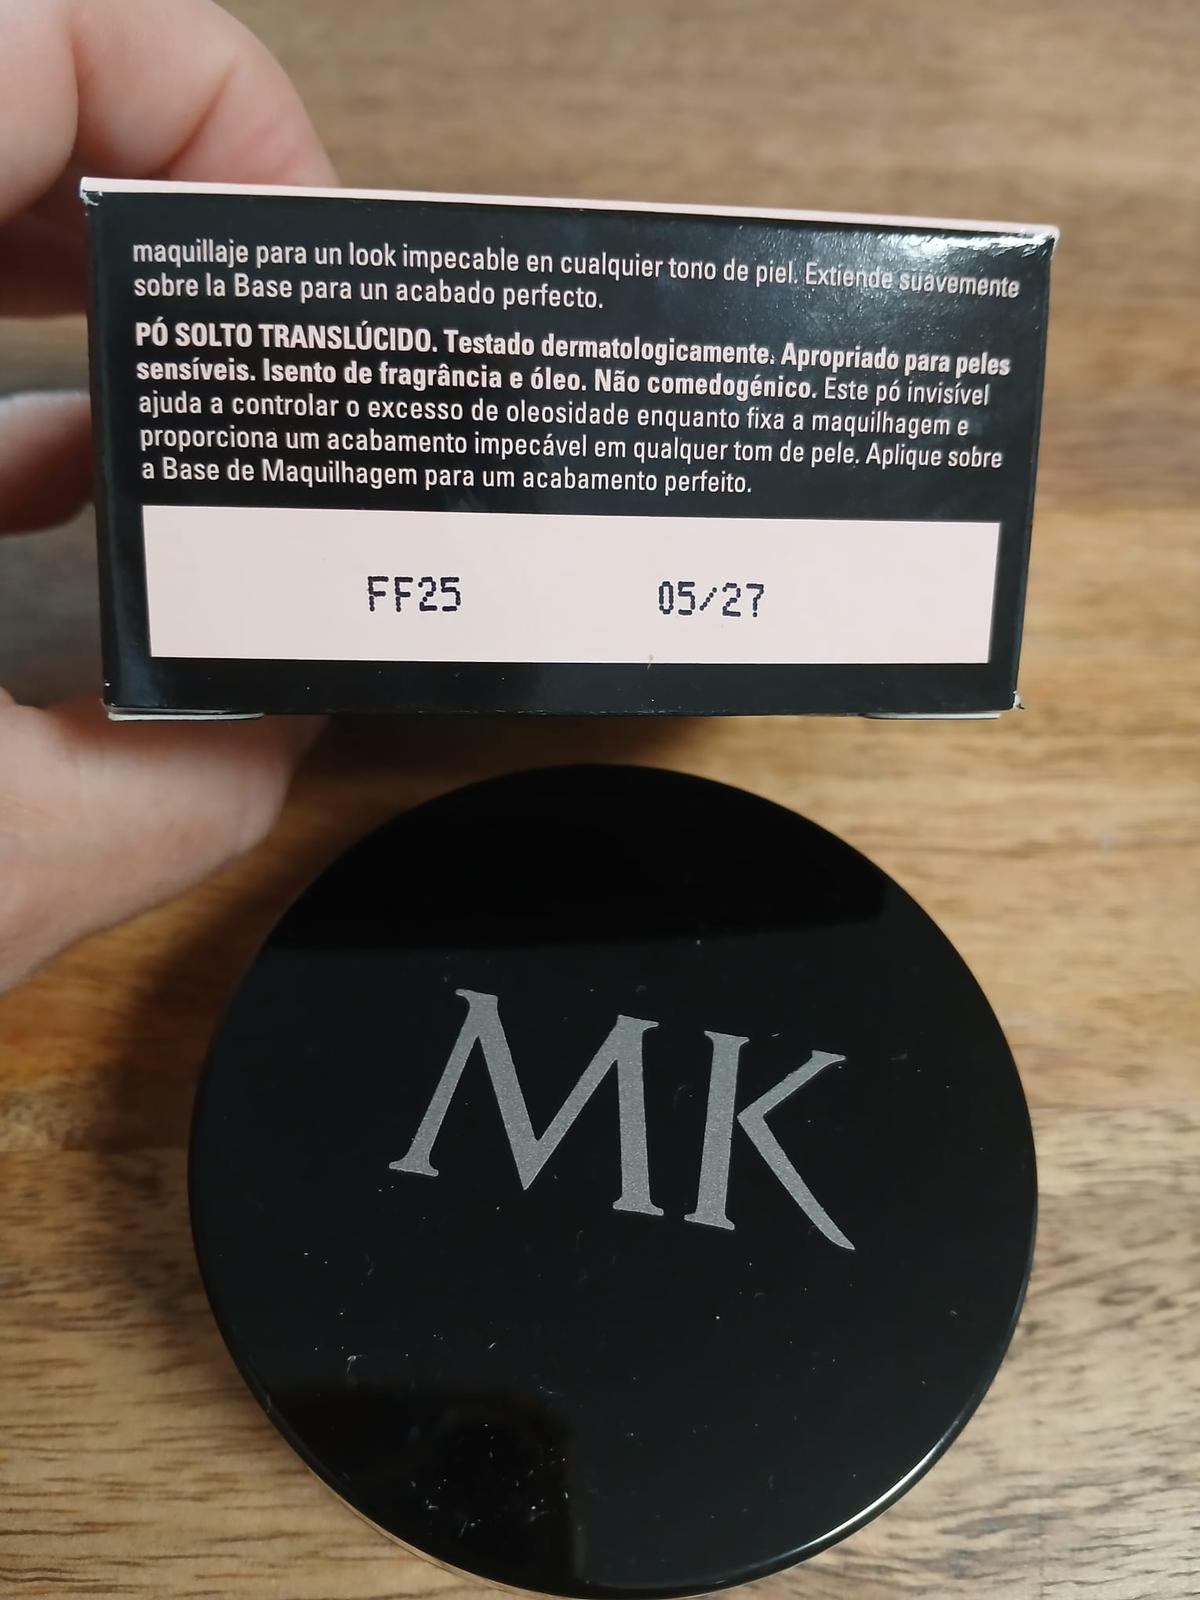 maquillaje para un look impecable en cualquier tono de piel. Extiende suavemente
sobre la Base para un acabado perfecto.
PÓ SOLTO TRANSLÚCIDO. Testado dermatologicamente. Apropriado para peles
sensíveis. Isento de fragrância e óleo. Não comedogénico. Este pó invisível
ajuda a controlar o excesso de oleosidade enquanto fixa a maquilhagem e
proporciona um acabamento impecável em qualquer tom de pele. Aplique sobre
a Base de Maquilhagem para um acabamento perfeito.
FF25 05/27
MK